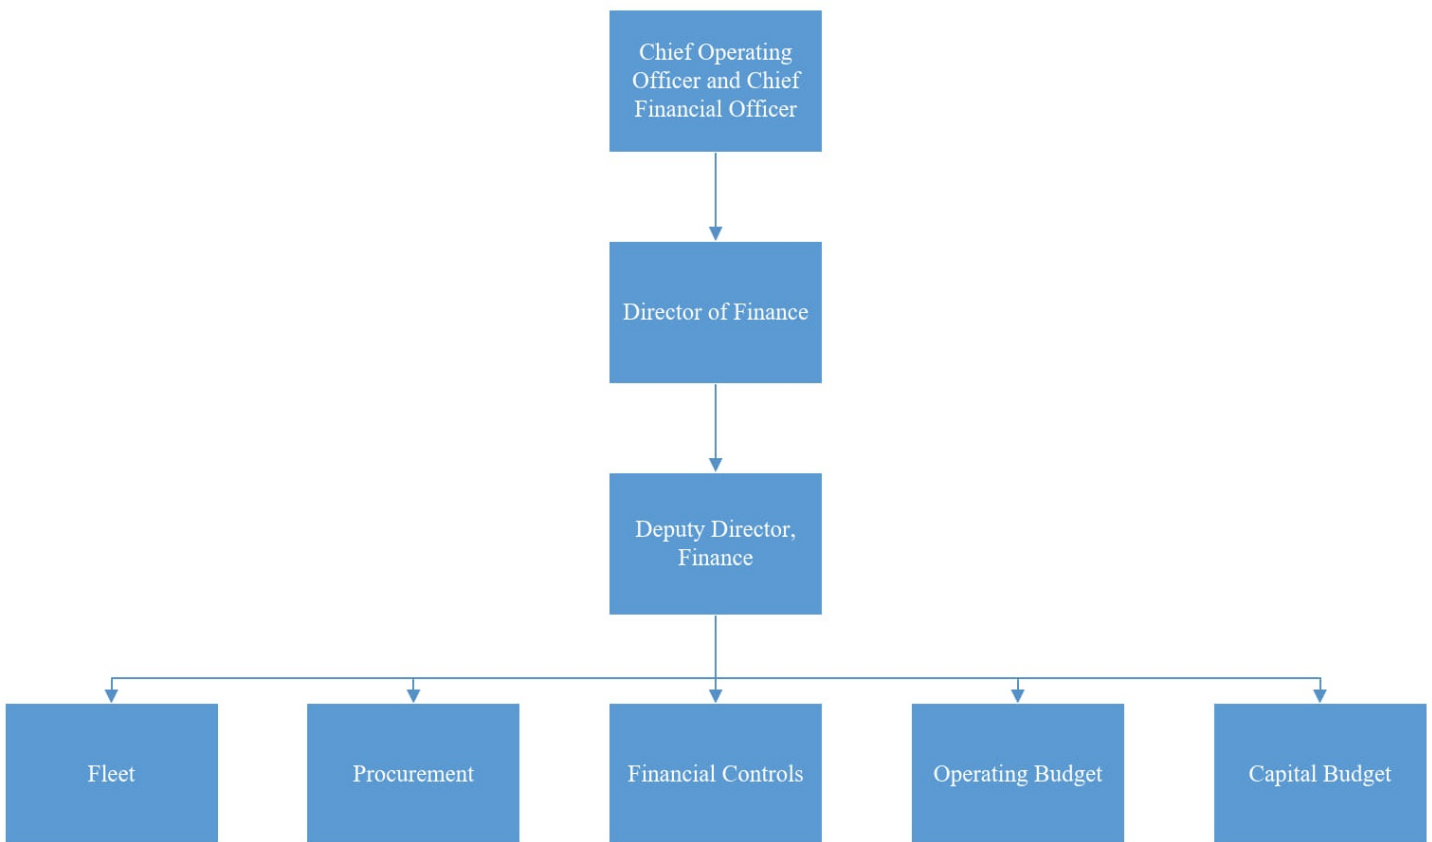 Chief Operating
Officer and Chief
Financial Officer
Director of Finance
Deputy Director,
Finance
Fleet
Procurement
Financial Controls
Operating Budget
Capital Budget